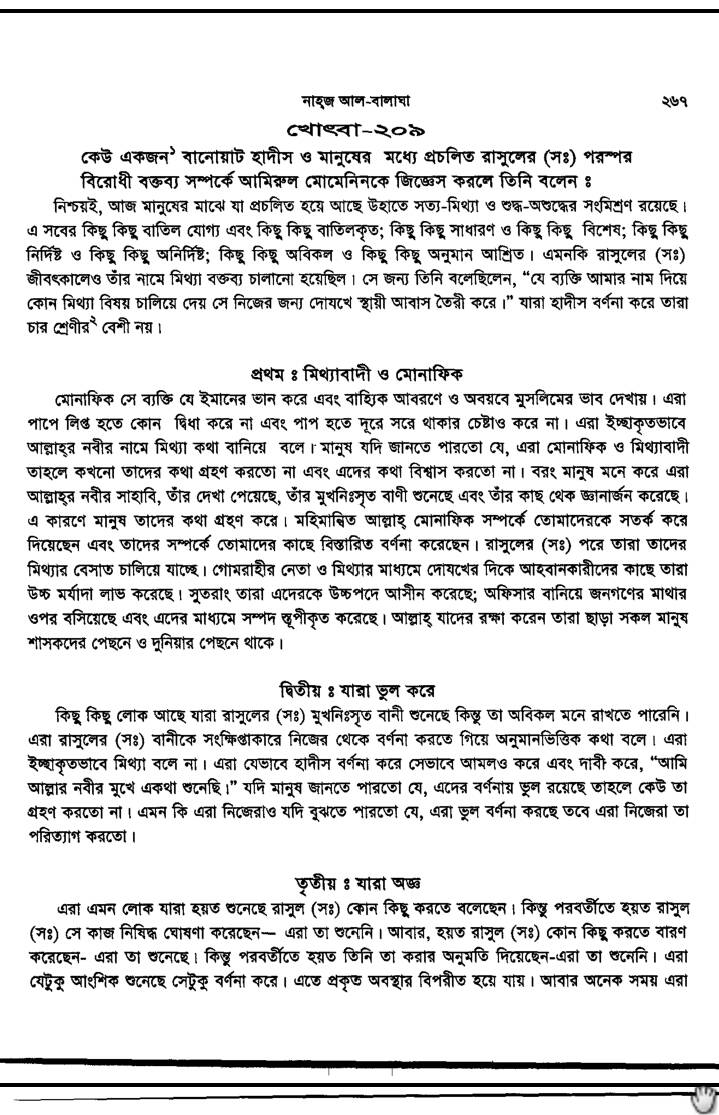 নাহ্‌জ আল-বালাঘা ২৬৭
খোৎবা-২০৯
কেউ একজন¹ বানোয়াট হাদীস ও মানুষের মধ্যে প্রচলিত রাসুলের (সঃ) পরস্পর
বিরোধী বক্তব্য সম্পর্কে আমিরুল মোমেনিনকে জিজ্ঞেস করলে তিনি বলেন ঃ
নিশ্চয়ই, আজ মানুষের মাঝে যা প্রচলিত হয়ে আছে উহাতে সত্য-মিথ্যা ও শুদ্ধ-অশুদ্ধের সংমিশ্রণ রয়েছে।
এ সবের কিছু কিছু বাতিল যোগ্য এবং কিছু কিছু বাতিলকৃত; কিছু কিছু সাধারণ ও কিছু কিছু বিশেষ; কিছু কিছু
নির্দিষ্ট ও কিছু কিছু অনির্দিষ্ট; কিছু কিছু অবিকল ও কিছু কিছু অনুমান আশ্রিত। এমনকি রাসুলের (সঃ)
জীবৎকালেও তাঁর নামে মিথ্যা বক্তব্য চালানো হয়েছিল। সে জন্য তিনি বলেছিলেন, “যে ব্যক্তি আমার নাম দিয়ে
কোন মিথ্যা বিষয় চালিয়ে দেয় সে নিজের জন্য দোযখে স্থায়ী আবাস তৈরী করে।” যারা হাদীস বর্ণনা করে তারা
চার শ্রেণীর² বেশী নয়।
প্রথম ঃ মিথ্যাবাদী ও মোনাফিক
মোনাফিক সে ব্যক্তি যে ইমানের ভান করে এবং বাহ্যিক আবরণে ও অবয়বে মুসলিমের ভাব দেখায়। এরা
পাপে লিপ্ত হতে কোন দ্বিধা করে না এবং পাপ হতে দূরে সরে থাকার চেষ্টাও করে না। এরা ইচ্ছাকৃতভাবে
আল্লাহ্‌র নবীর নামে মিথ্যা কথা বানিয়ে বলে। মানুষ যদি জানতে পারতো যে, এরা মোনাফিক ও মিথ্যাবাদী
তাহলে কখনো তাদের কথা গ্রহণ করতো না এবং এদের কথা বিশ্বাস করতো না। বরং মানুষ মনে করে এরা
আল্লাহ্‌র নবীর সাহাবি, তাঁর দেখা পেয়েছে, তাঁর মুখনিঃসৃত বাণী শুনেছে এবং তাঁর কাছ থেক জ্ঞানার্জন করেছে।
এ কারণে মানুষ তাদের কথা গ্রহণ করে। মহিমান্বিত আল্লাহ্ মোনাফিক সম্পর্কে তোমাদেরকে সতর্ক করে
দিয়েছেন এবং তাদের সম্পর্কে তোমাদের কাছে বিস্তারিত বর্ণনা করেছেন। রাসুলের (সঃ) পরে তারা তাদের
মিথ্যার বেসাত চালিয়ে যাচ্ছে। গোমরাহীর নেতা ও মিথ্যার মাধ্যমে দোযখের দিকে আহবানকারীদের কাছে তারা
উচ্চ মর্যাদা লাভ করেছে। সুতরাং তারা এদেরকে উচ্চপদে আসীন করেছে; অফিসার বানিয়ে জনগণের মাথার
ওপর বসিয়েছে এবং এদের মাধ্যমে সম্পদ স্তূপীকৃত করেছে। আল্লাহ্ যাদের রক্ষা করেন তারা ছাড়া সকল মানুষ
শাসকদের পেছনে ও দুনিয়ার পেছনে থাকে।
দ্বিতীয় ঃ যারা ভুল করে
কিছু কিছু লোক আছে যারা রাসুলের (সঃ) মুখনিঃসৃত বানী শুনেছে কিন্তু তা অবিকল মনে রাখতে পারেনি।
এরা রাসুলের (সঃ) বানীকে সংক্ষিপ্তাকারে নিজের থেকে বর্ণনা করতে গিয়ে অনুমানভিত্তিক কথা বলে। এরা
ইচ্ছাকৃতভাবে মিথ্যা বলে না। এরা যেভাবে হাদীস বর্ণনা করে সেভাবে আমলও করে এবং দাবী করে, “আমি
আল্লার নবীর মুখে একথা শুনেছি।” যদি মানুষ জানতে পারতো যে, এদের বর্ণনায় ভুল রয়েছে তাহলে কেউ তা
গ্রহণ করতো না। এমন কি এরা নিজেরাও যদি বুঝতে পারতো যে, এরা ভুল বর্ণনা করছে তবে এরা নিজেরা তা
পরিত্যাগ করতো।
তৃতীয় ঃ যারা অজ্ঞ
এরা এমন লোক যারা হয়ত শুনেছে রাসুল (সঃ) কোন কিছু করতে বলেছেন। কিন্তু পরবর্তীতে হয়ত রাসুল
(সঃ) সে কাজ নিষিদ্ধ ঘোষণা করেছেন— এরা তা শুনেনি। আবার, হয়ত রাসুল (সঃ) কোন কিছু করতে বারণ
করেছেন- এরা তা শুনেছে। কিন্তু পরবর্তীতে হয়ত তিনি তা করার অনুমতি দিয়েছেন-এরা তা শুনেনি। এরা
যেটুকু আংশিক শুনেছে সেটুকু বর্ণনা করে। এতে প্রকৃত অবস্থার বিপরীত হয়ে যায়। আবার অনেক সময় এরা